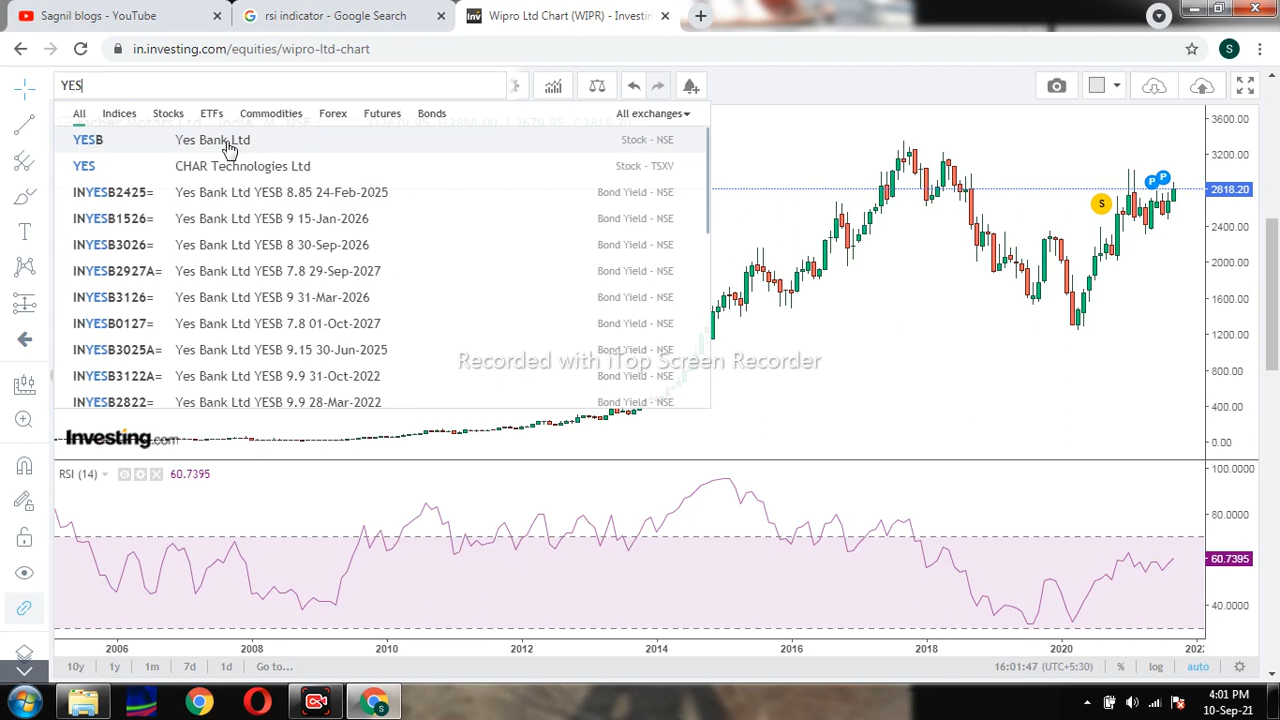 Sagnil blogs - YouTube
rsi indicator - Google Search
Wipro Ltd Chart (WIPR) - Investin
in.investing.com/equities/wipro-ltd-chart
S
YES
All Indices Stocks ETFs Commodities Forex Futures Bonds All exchanges
YESB Yes Bank Ltd Stock - NSE
YES CHAR Technologies Ltd Stock - TSXV
INYESB2425= Yes Bank Ltd YESB 8.85 24-Feb-2025 Bond Yield - NSE
INYESB1526= Yes Bank Ltd YESB 9 15-Jan-2026 Bond Yield - NSE
INYESB3026= Yes Bank Ltd YESB 8 30-Sep-2026 Bond Yield - NSE
INYESB2927A= Yes Bank Ltd YESB 7.8 29-Sep-2027 Bond Yield - NSE
INYESB3126= Yes Bank Ltd YESB 9 31-Mar-2026 Bond Yield - NSE
INYESB0127= Yes Bank Ltd YESB 7.8 01-Oct-2027 Bond Yield - NSE
INYESB3025A= Yes Bank Ltd YESB 9.15 30-Jun-2025 Bond Yield - NSE
INYESB3122A= Yes Bank Ltd YESB 9.9 31-Oct-2022 Bond Yield - NSE
INYESB2822= Yes Bank Ltd YESB 9.9 28-Mar-2022 Bond Yield - NSE
Recorded with iTop Screen Recorder
S
P P
3600.00
3200.00
2818.20
2400.00
2000.00
1600.00
1200.00
800.00
400.00
0.00
Investing.com
RSI (14) 60.7395
100.0000
80.0000
60.7395
40.0000
2006 2008 2010 2012 2014 2016 2018 2020 2022
10y 1y 1m 7d 1d Go to... 16:01:47 (UTC+5:30) % log auto
4:01 PM
10-Sep-21